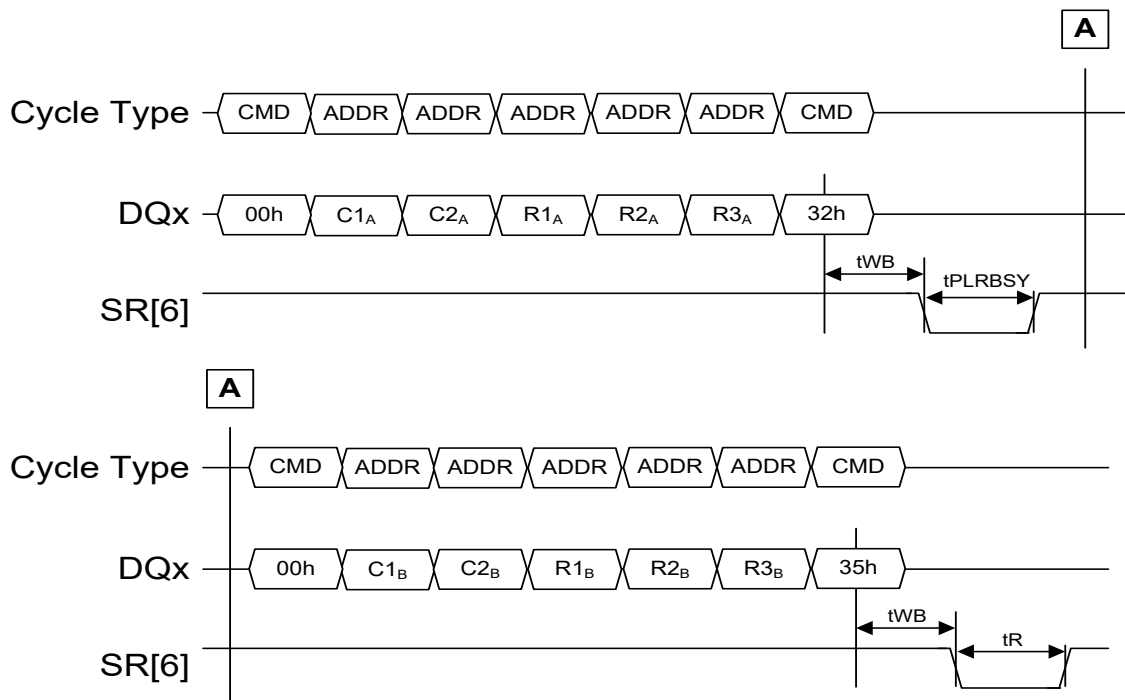 A
Cycle Type CMD ADDR ADDR ADDR ADDR ADDR CMD
DQx 00h C1A C2A R1A R2A R3A 32h
tWB tPLRBSY
SR[6]
A
Cycle Type CMD ADDR ADDR ADDR ADDR ADDR CMD
DQx 00h C1B C2B R1B R2B R3B 35h
tWB tR
SR[6]